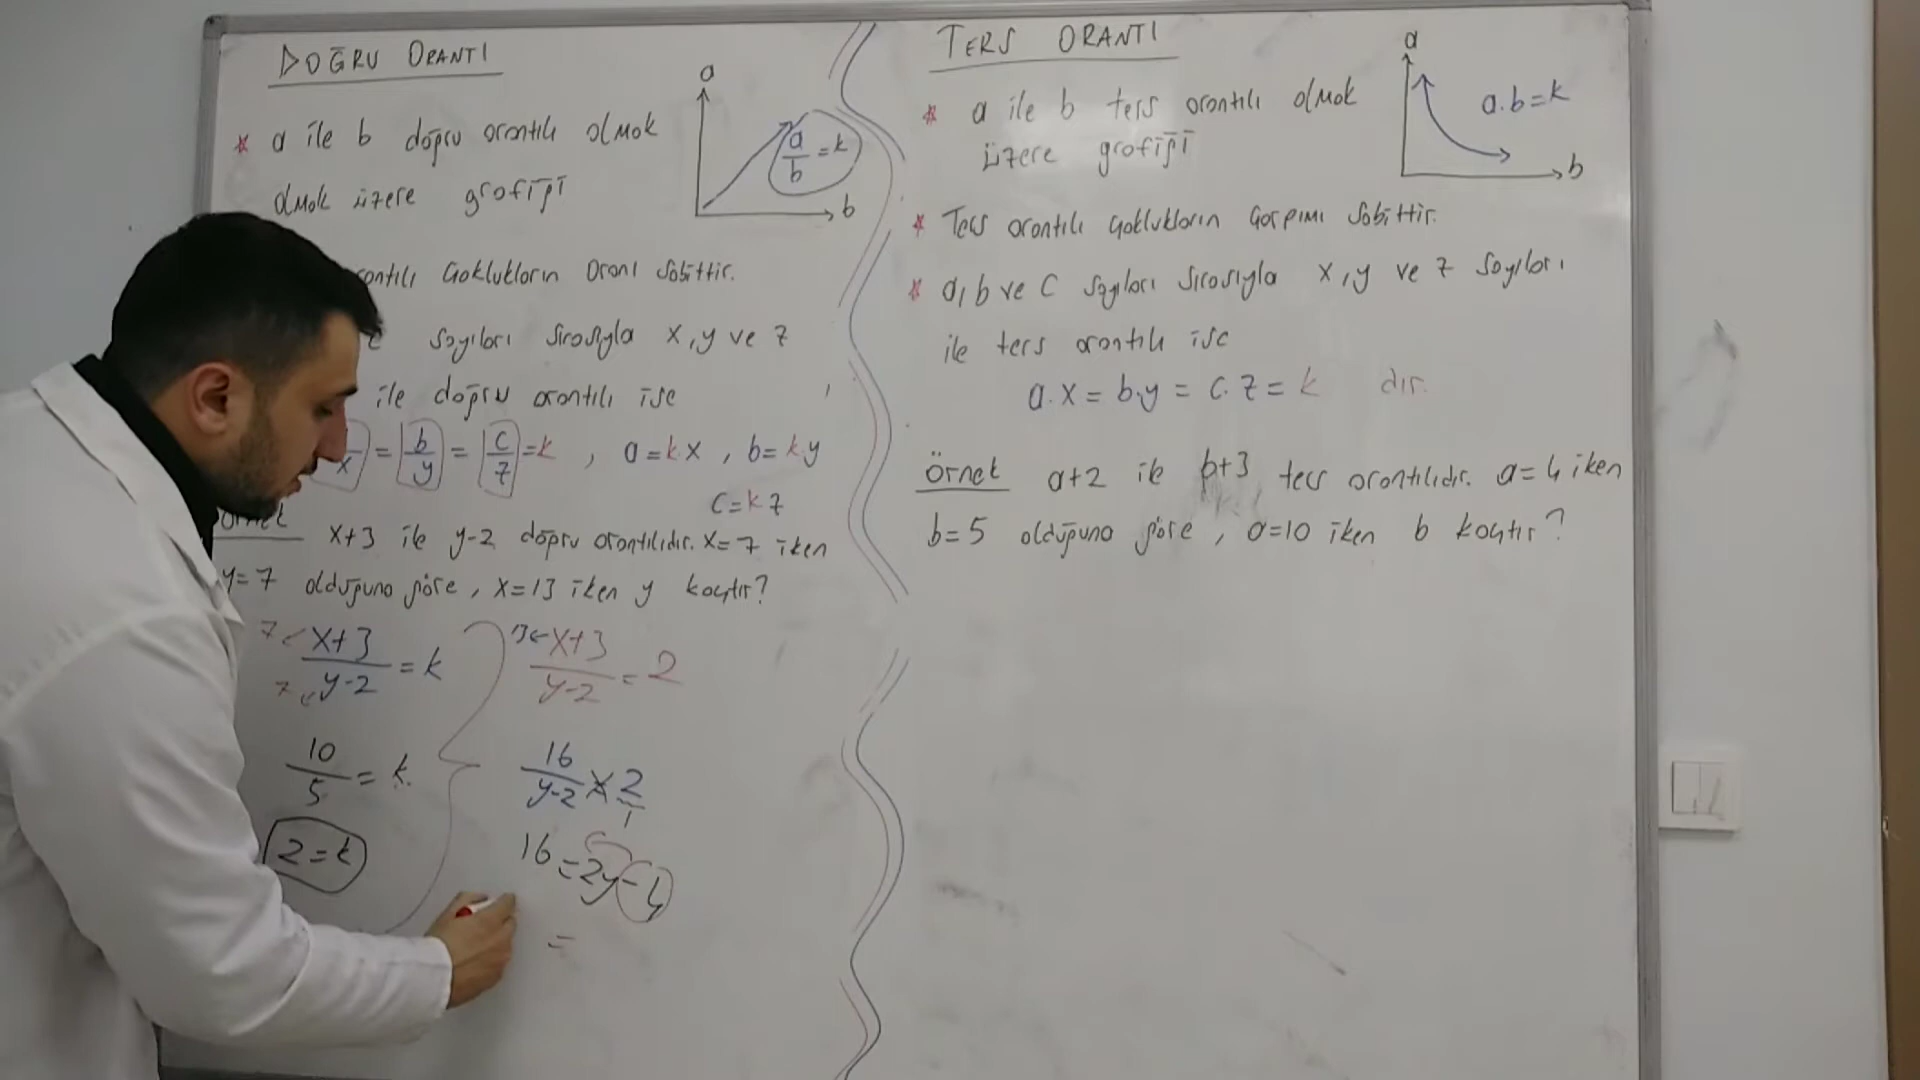 DOĞRU ORANTI
* a ile b doğru orantılı olmak
olmak üzere grafiği
a
a/b = k
b
orantılı Çoklukların Oranı Sabittir.
sayıları sırasıyla x, y ve z
ile doğru orantılı ise
x = b/y = c/z = k , a = k.x , b = k.y
c = k z
Örnek x+3 ile y-2 doğru orantılıdır. x=7 iken
y=7 olduğuna göre, x=13 iken y kaçtır?
7 ← x+3 / 7 ← y-2 = k
10/5 = k
2 = k
13 ← x+3 / y-2 = 2
16/y-2 × 2/1
16 = 2y - 4
=
TERS ORANTI
* a ile b ters orantılı olmak
üzere grafiği
a
a.b = k
b
* Ters orantılı Çoklukların Çarpımı Sabittir.
* a, b ve c sayıları sırasıyla x, y ve z sayıları
ile ters orantılı ise
a.x = b.y = c.z = k dır.
Örnek a+2 ile b+3 ters orantılıdır. a=4 iken
b=5 olduğuna göre, a=10 iken b kaçtır?